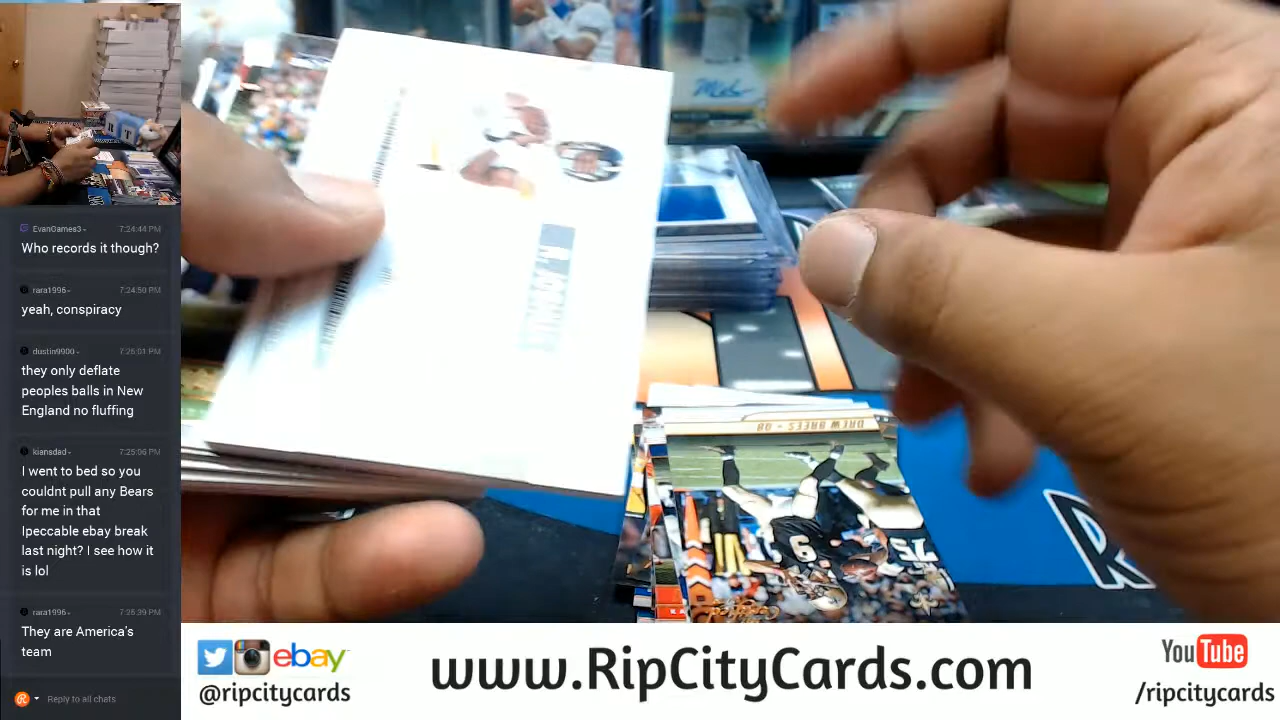 EvanGames3
7:24:44 PM
Who records it though?
rara1996
7:24:50 PM
yeah, conspiracy
dustin9900
7:25:01 PM
they only deflate
peoples balls in New
England no fluffing
kiansdad
7:25:06 PM
I went to bed so you
couldnt pull any Bears
for me in that
Ipeccable ebay break
last night? I see how it
is lol
rara1996
7:25:39 PM
They are America's
team
Reply to all chats
DREW BREES - QB
9
75
ebay
@ripcitycards
www.RipCityCards.com
YouTube
/ripcitycards